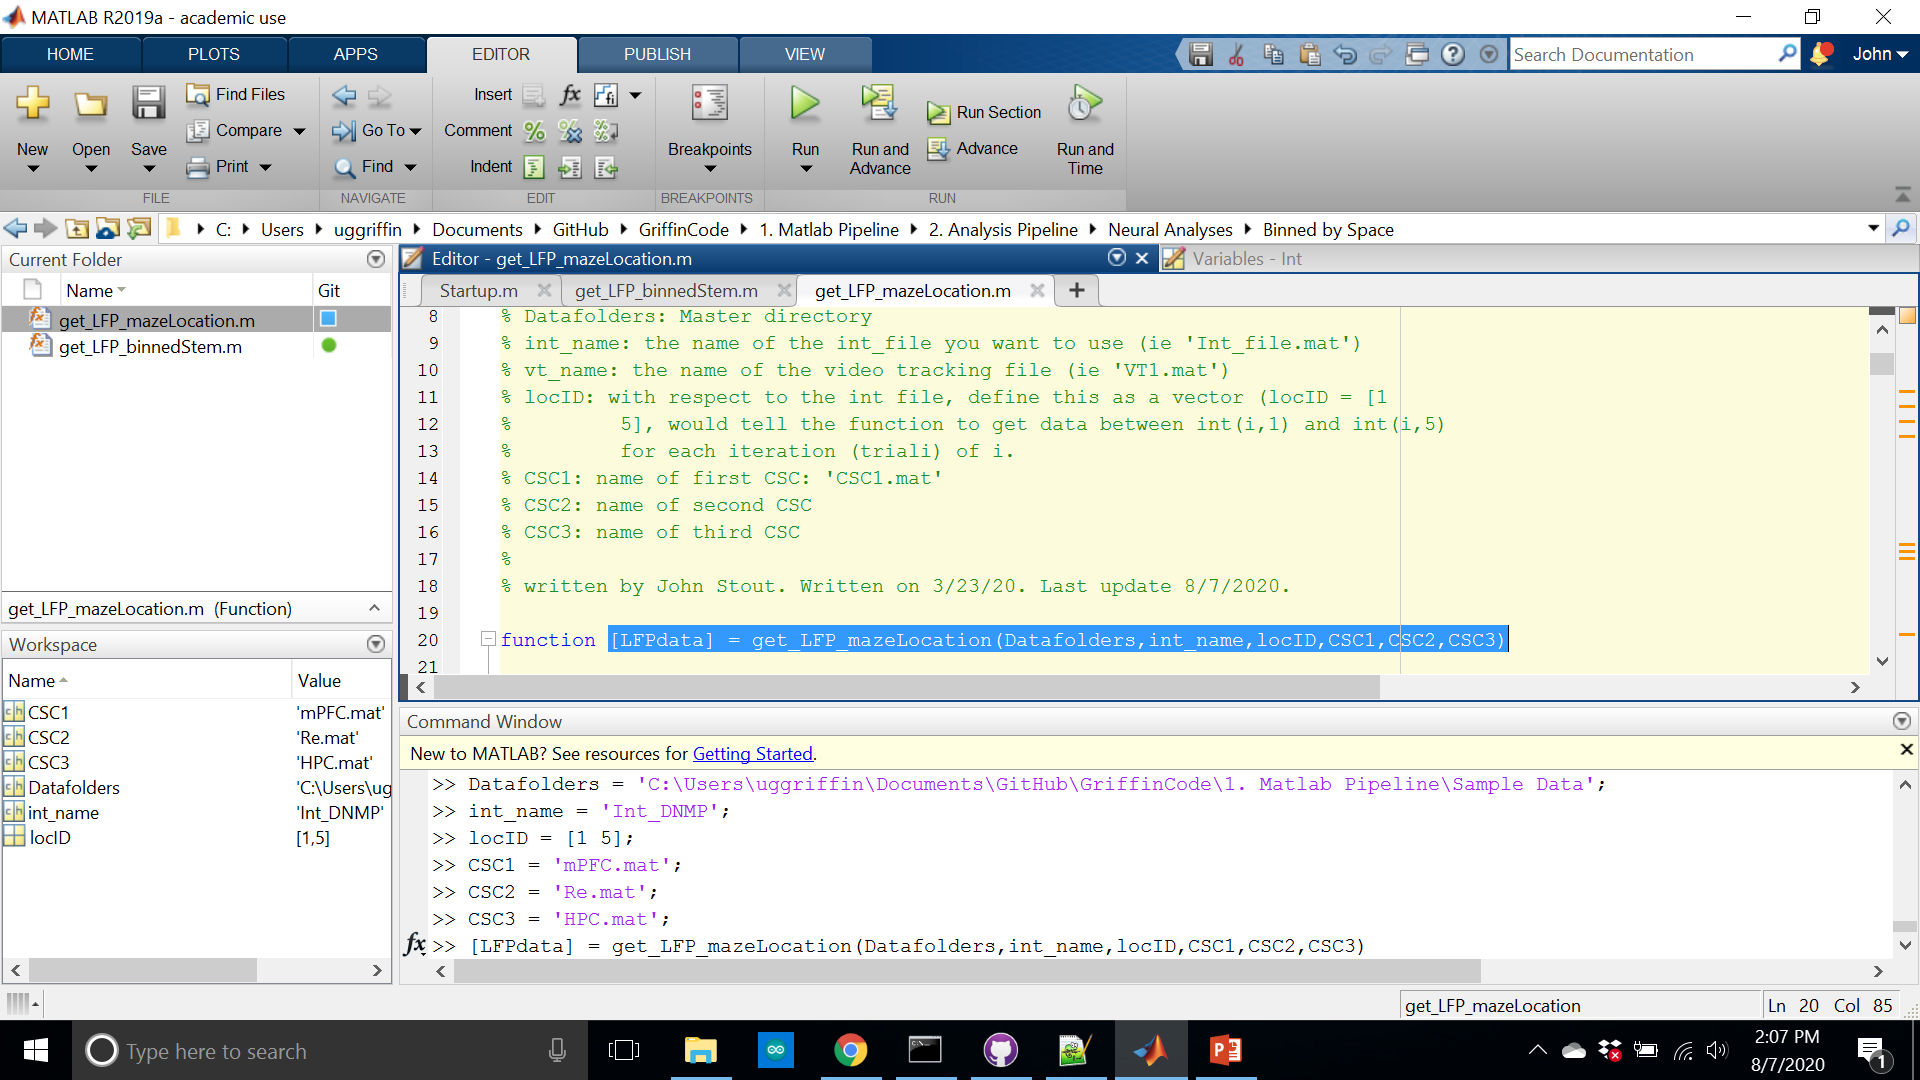 MATLAB R2019a - academic use
HOME PLOTS APPS EDITOR PUBLISH VIEW
Search Documentation
John
New
Open
Save
Find Files
Compare
Print
FILE
Go To
Find
NAVIGATE
Insert
Comment
Indent
EDIT
Breakpoints
BREAKPOINTS
Run
Run and Advance
Run Section
Advance
Run and Time
RUN
C: Users uggriffin Documents GitHub GriffinCode 1. Matlab Pipeline 2. Analysis Pipeline Neural Analyses Binned by Space
Current Folder
Name Git
get_LFP_mazeLocation.m
get_LFP_binnedStem.m
get_LFP_mazeLocation.m (Function)
Workspace
Name Value
CSC1 'mPFC.mat'
CSC2 'Re.mat'
CSC3 'HPC.mat'
Datafolders 'C:\Users\ug
int_name 'Int_DNMP'
locID [1,5]
Editor - get_LFP_mazeLocation.m
Variables - Int
Startup.m get_LFP_binnedStem.m get_LFP_mazeLocation.m
8 % Datafolders: Master directory
9 % int_name: the name of the int_file you want to use (ie 'Int_file.mat')
10 % vt_name: the name of the video tracking file (ie 'VT1.mat')
11 % locID: with respect to the int file, define this as a vector (locID = [1
12 % 5], would tell the function to get data between int(i,1) and int(i,5)
13 % for each iteration (triali) of i.
14 % CSC1: name of first CSC: 'CSC1.mat'
15 % CSC2: name of second CSC
16 % CSC3: name of third CSC
17 %
18 % written by John Stout. Written on 3/23/20. Last update 8/7/2020.
19
20 function [LFPdata] = get_LFP_mazeLocation(Datafolders,int_name,locID,CSC1,CSC2,CSC3)
21
Command Window
New to MATLAB? See resources for Getting Started.
>> Datafolders = 'C:\Users\uggriffin\Documents\GitHub\GriffinCode\1. Matlab Pipeline\Sample Data';
>> int_name = 'Int_DNMP';
>> locID = [1 5];
>> CSC1 = 'mPFC.mat';
>> CSC2 = 'Re.mat';
>> CSC3 = 'HPC.mat';
fx >> [LFPdata] = get_LFP_mazeLocation(Datafolders,int_name,locID,CSC1,CSC2,CSC3)
get_LFP_mazeLocation
Ln 20 Col 85
Type here to search
2:07 PM
8/7/2020
1